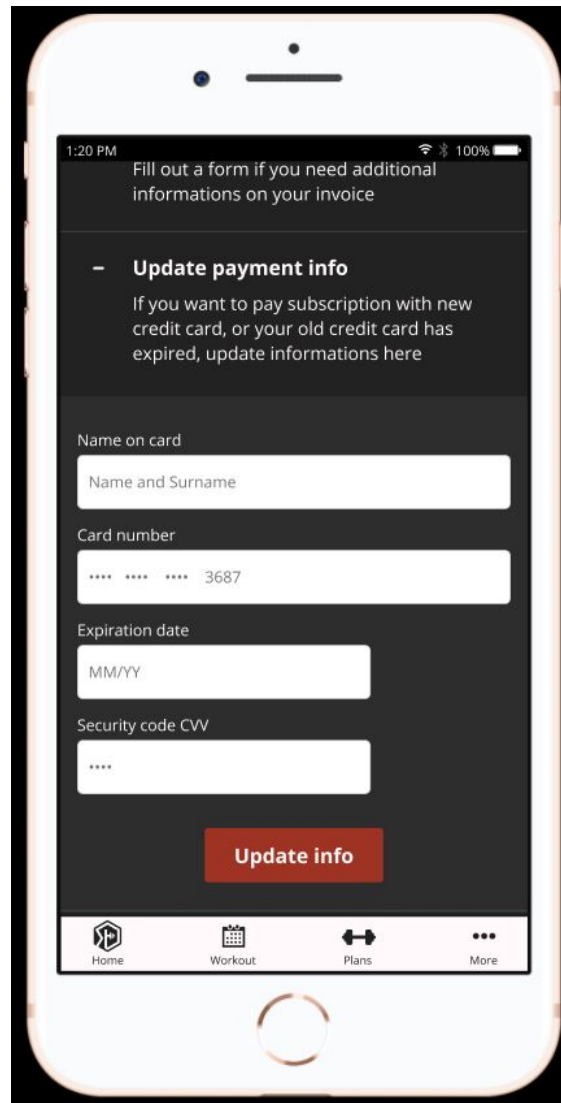 1:20 PM 100%
Fill out a form if you need additional
informations on your invoice
– Update payment info
If you want to pay subscription with new
credit card, or your old credit card has
expired, update informations here
Name on card
Name and Surname
Card number
•••• •••• •••• 3687
Expiration date
MM/YY
Security code CVV
••••
Update info
Home Workout Plans More